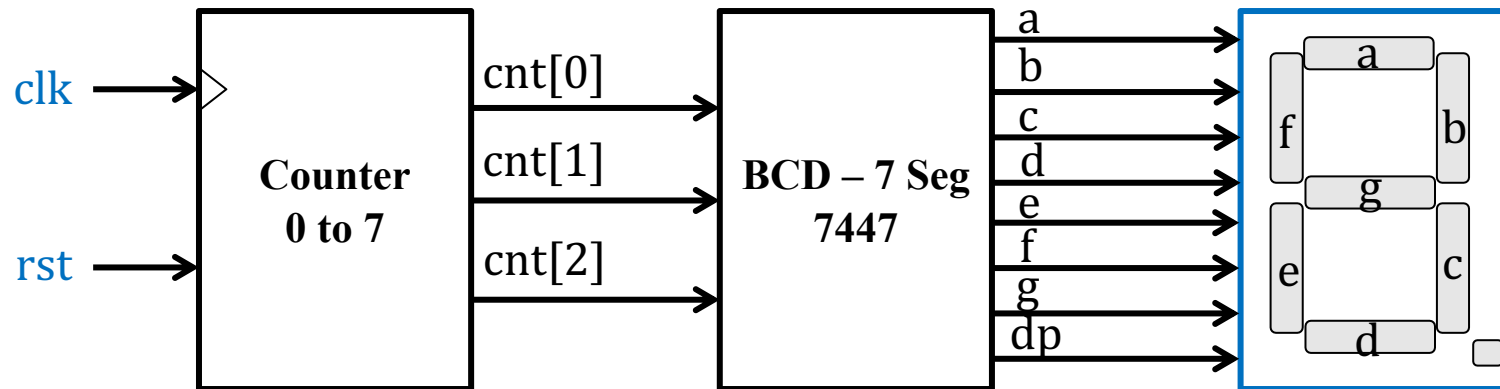 clk
rst
Counter
0 to 7
cnt[0]
cnt[1]
cnt[2]
BCD – 7 Seg
7447
a
b
c
d
e
f
g
dp
a
f
b
g
e
c
d